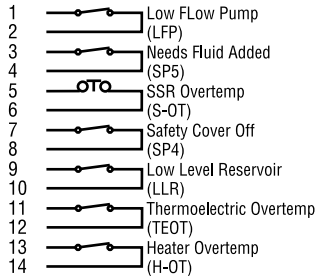 1 Low FLow Pump
2 (LFP)
3 Needs Fluid Added
4 (SP5)
5 SSR Overtemp
6 (S-OT)
7 Safety Cover Off
8 (SP4)
9 Low Level Reservoir
10 (LLR)
11 Thermoelectric Overtemp
12 (TEOT)
13 Heater Overtemp
14 (H-OT)